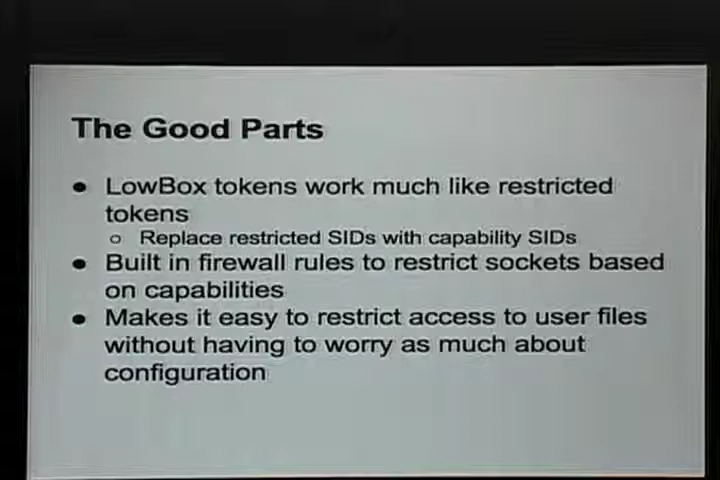 The Good Parts
● LowBox tokens work much like restricted
tokens
○ Replace restricted SIDs with capability SIDs
● Built in firewall rules to restrict sockets based
on capabilities
● Makes it easy to restrict access to user files
without having to worry as much about
configuration